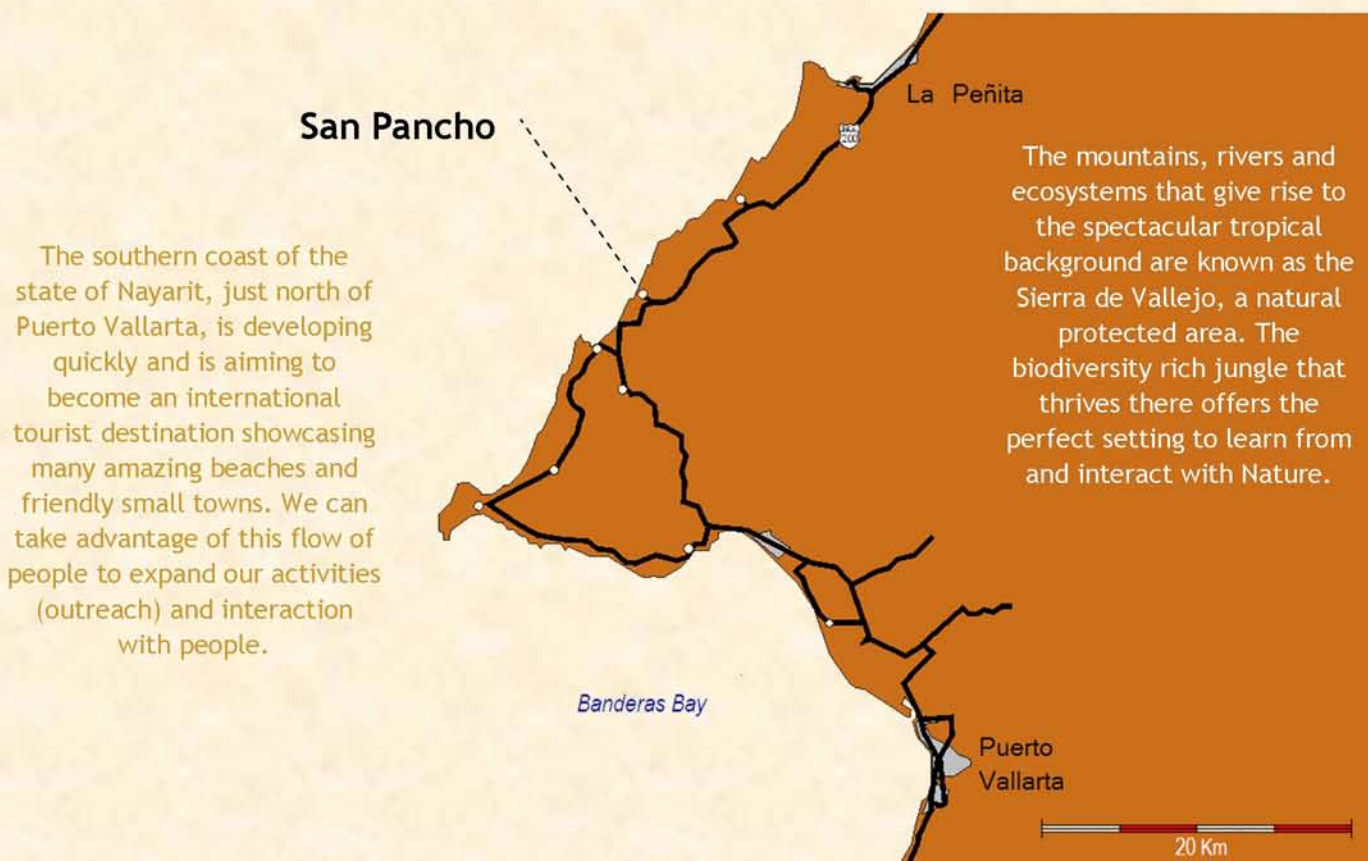 San Pancho
The southern coast of the
state of Nayarit, just north of
Puerto Vallarta, is developing
quickly and is aiming to
become an international
tourist destination showcasing
many amazing beaches and
friendly small towns. We can
take advantage of this flow of
people to expand our activities
(outreach) and interaction
with people.
La Peñita
200
The mountains, rivers and
ecosystems that give rise to
the spectacular tropical
background are known as the
Sierra de Vallejo, a natural
protected area. The
biodiversity rich jungle that
thrives there offers the
perfect setting to learn from
and interact with Nature.
Banderas Bay
Puerto
Vallarta
20 Km